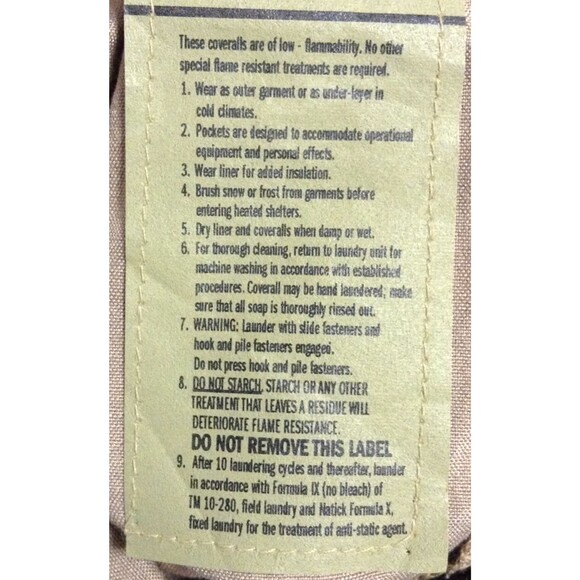 These coveralls are of low - flammability. No other
special flame resistant treatments are required.
1. Wear as outer garment or as under-layer in
cold climates.
2. Pockets are designed to accommodate operational
equipment and personal effects.
3. Wear liner for added insulation.
4. Brush snow or frost from garments before
entering heated shelters.
5. Dry liner and coveralls when damp or wet.
6. For thorough cleaning, return to laundry unit for
machine washing in accordance with established
procedures. Coverall may be hand laundered; make
sure that all soap is thoroughly rinsed out.
7. WARNING: Launder with slide fasteners and
hook and pile fasteners engaged.
Do not press hook and pile fasteners.
8. DO NOT STARCH. STARCH OR ANY OTHER
TREATMENT THAT LEAVES A RESIDUE WILL
DETERIORATE FLAME RESISTANCE.
DO NOT REMOVE THIS LABEL
9. After 10 laundering cycles and thereafter, launder
in accordance with Formula IX (no bleach) of
TM 10-280, field laundry and Natick Formula X,
fixed laundry for the treatment of anti-static agent.